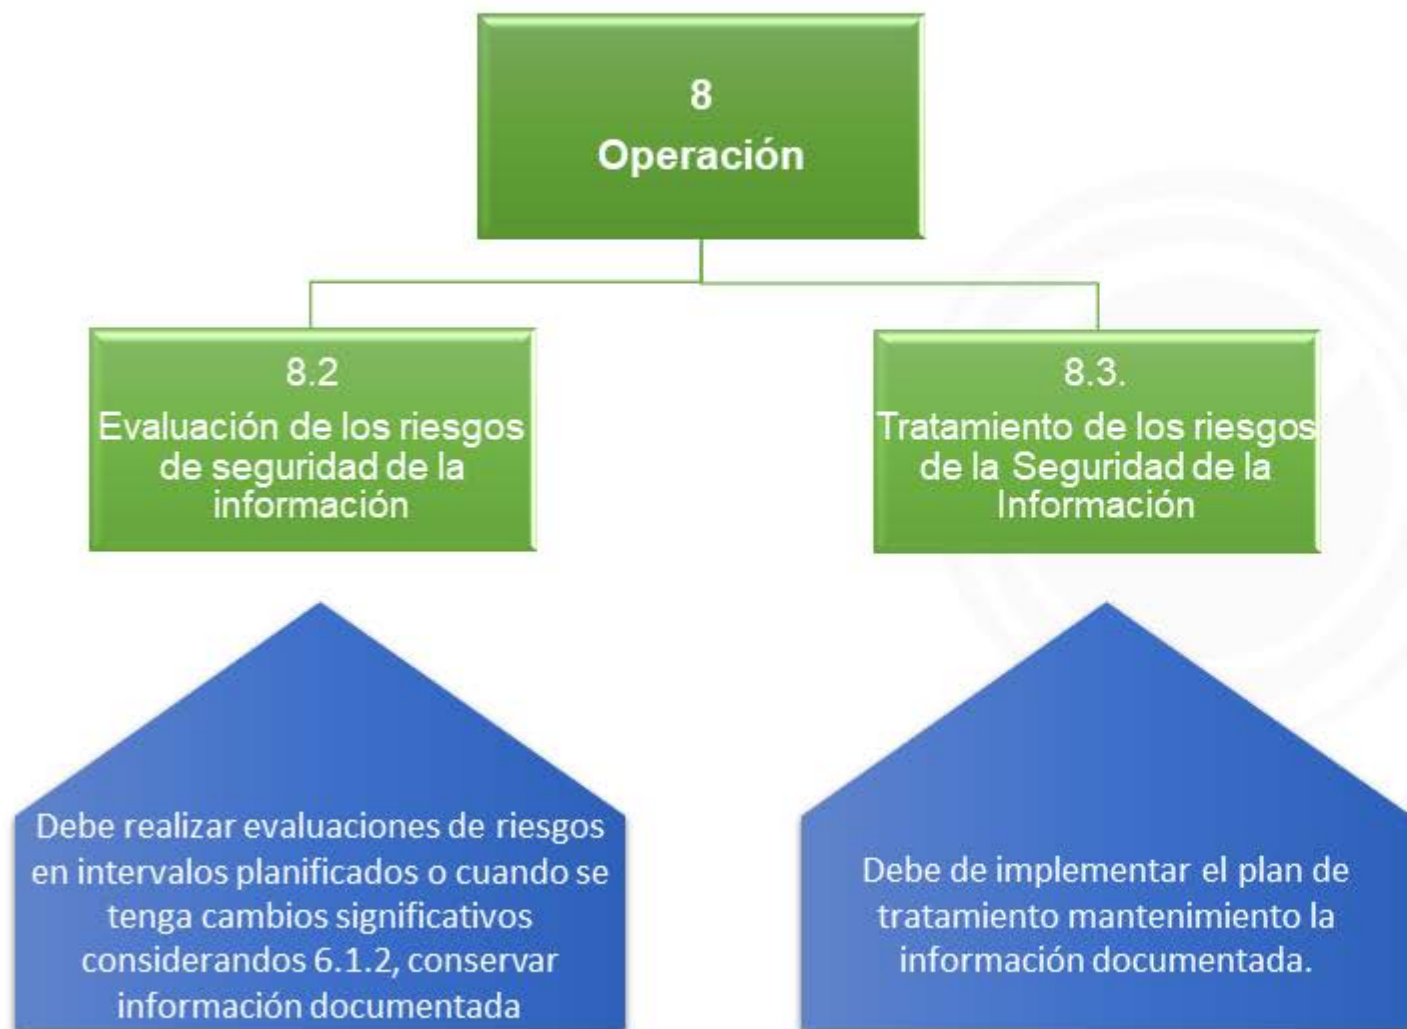 8
Operación
8.2
Evaluación de los riesgos
de seguridad de la
información
8.3.
Tratamiento de los riesgos
de la Seguridad de la
Información
Debe realizar evaluaciones de riesgos
en intervalos planificados o cuando se
tenga cambios significativos
considerandos 6.1.2, conservar
información documentada
Debe de implementar el plan de
tratamiento mantenimiento la
información documentada.